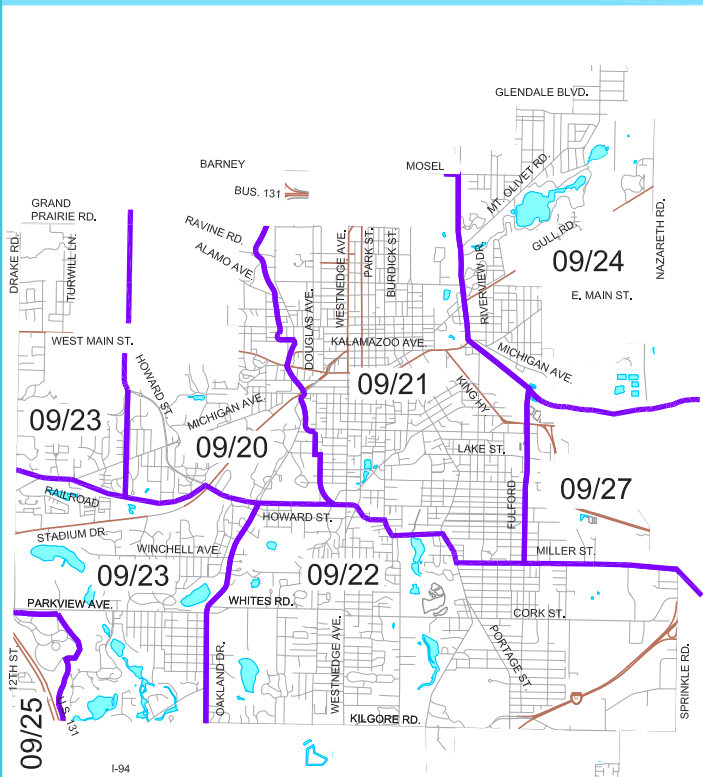 GLENDALE BLVD.
BARNEY
MOSEL
BUS. 131
MT. OLIVET RD.
GRAND
PRAIRIE RD.
RAVINE RD.
ALAMO AVE.
DRAKE RD.
TURWILL LN.
WESTNEDGE AVE.
PARK ST.
BURDICK ST.
RIVERVIEW DR.
GULL RD.
NAZARETH RD.
09/24
E. MAIN ST.
DOUGLAS AVE.
WEST MAIN ST.
KALAMAZOO AVE.
MICHIGAN AVE.
HOWARD ST
09/21
KING HY.
09/23
MICHIGAN AVE.
09/20
LAKE ST.
RAILROAD
09/27
FULFORD
HOWARD ST.
STADIUM DR.
WINCHELL AVE.
MILLER ST.
09/23
09/22
PARKVIEW AVE.
WHITES RD.
CORK ST.
12TH ST.
OAKLAND DR.
WESTNEDGE AVE.
PORTAGE ST
SPRINKLE RD.
09/25
U.S. 131
KILGORE RD.
I-94